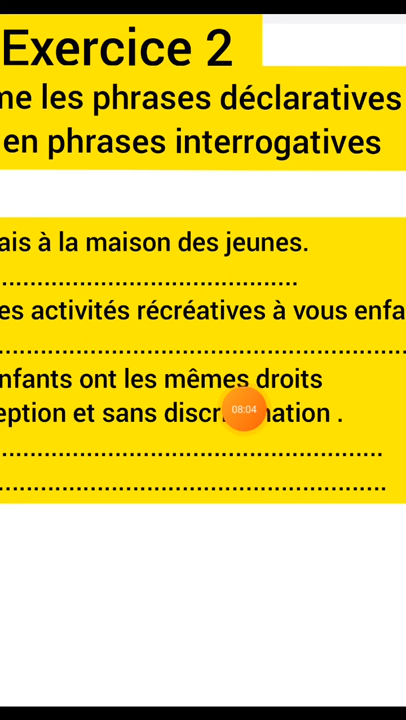 Exercice 2
me les phrases déclaratives
en phrases interrogatives
ais à la maison des jeunes.
..........................................
es activités récréatives à vous enfa
..........................................................
nfants ont les mêmes droits
eption et sans discr nation .
08:04
.......................................................
.......................................................